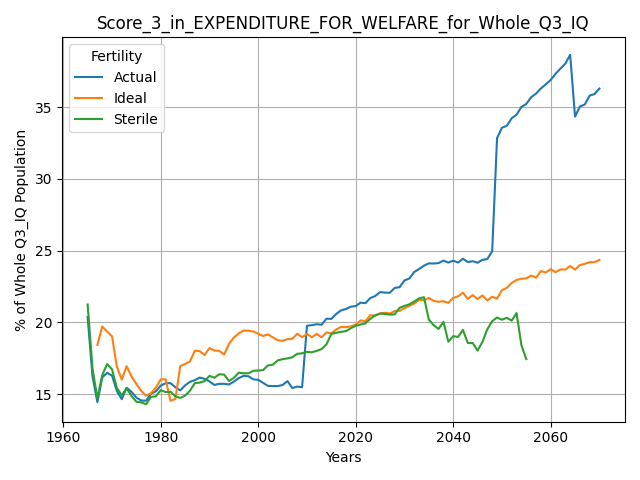 Score_3_in_EXPENDITURE_FOR_WELFARE_for_Whole_Q3_IQ
Fertility
Actual
Ideal
Sterile
% of Whole Q3_IQ Population
35
30
25
20
15
1960
1980
2000
2020
2040
2060
Years